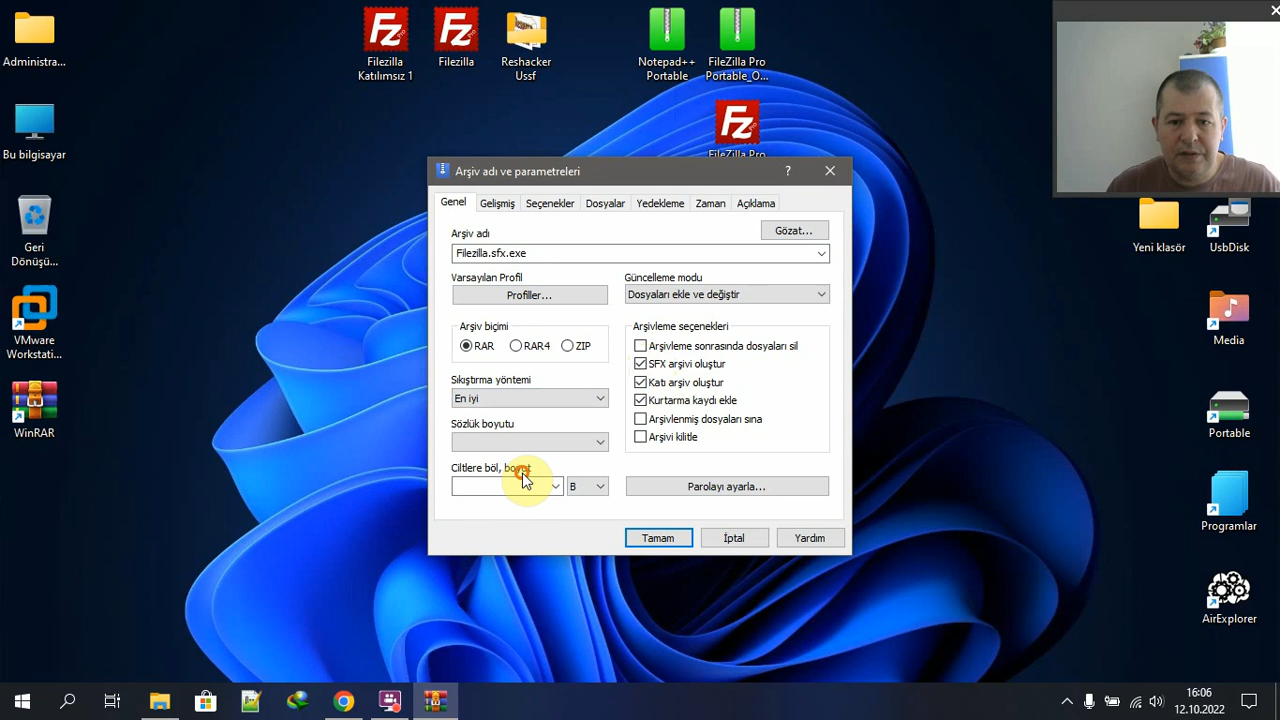 Administra...
Bu bilgisayar
Geri
Dönüşü...
VMware
Workstati...
WinRAR
Filezilla
Katılımsız 1
Filezilla
Reshacker
Ussf
Notepad++
Portable
FileZilla Pro
Portable_O...
FileZilla Pro
Yeni klasör
UsbDisk
Media
Portable
Programlar
AirExplorer
Arşiv adı ve parametreleri
?
Genel
Gelişmiş
Seçenekler
Dosyalar
Yedekleme
Zaman
Açıklama
Arşiv adı
Gözat...
Filezilla.sfx.exe
Varsayılan Profil
Profiller...
Güncelleme modu
Dosyaları ekle ve değiştir
Arşiv biçimi
RAR
RAR4
ZIP
Sıkıştırma yöntemi
En iyi
Sözlük boyutu
Ciltlere böl, boyut
B
Arşivleme seçenekleri
Arşivleme sonrasında dosyaları sil
SFX arşivi oluştur
Katı arşiv oluştur
Kurtarma kaydı ekle
Arşivlenmiş dosyaları sına
Arşivi kilitle
Parolayı ayarla...
Tamam
İptal
Yardım
16:06
12.10.2022